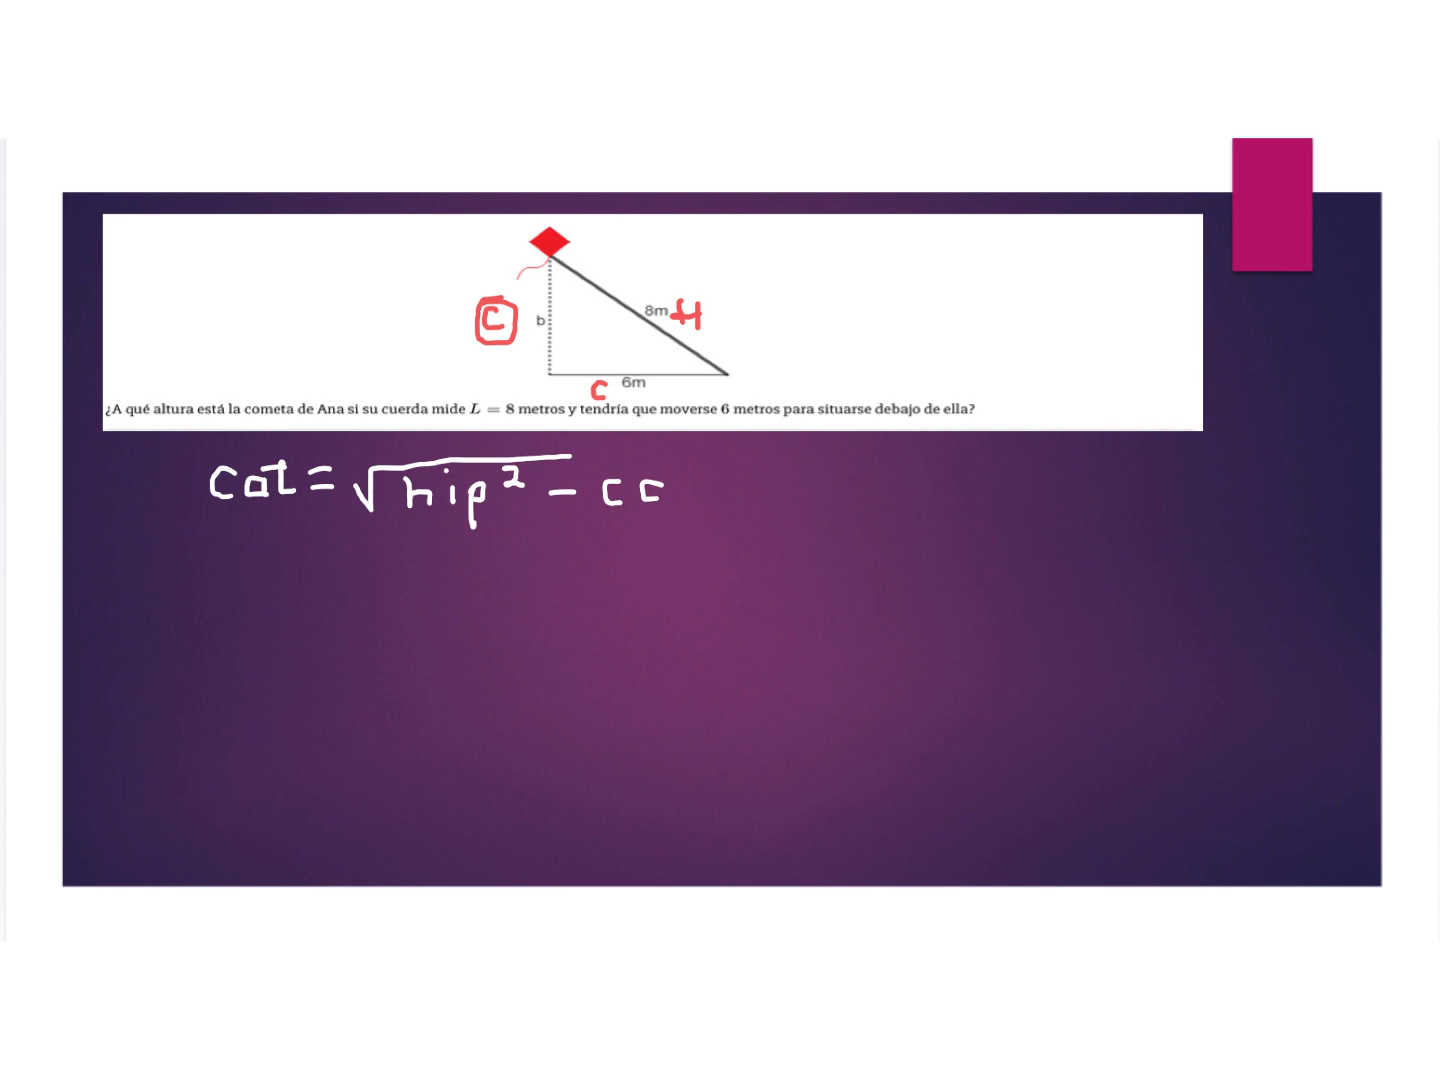 C
b
8m H
C 6m
¿A qué altura está la cometa de Ana si su cuerda mide L = 8 metros y tendría que moverse 6 metros para situarse debajo de ella?
cat = √hip² - cc